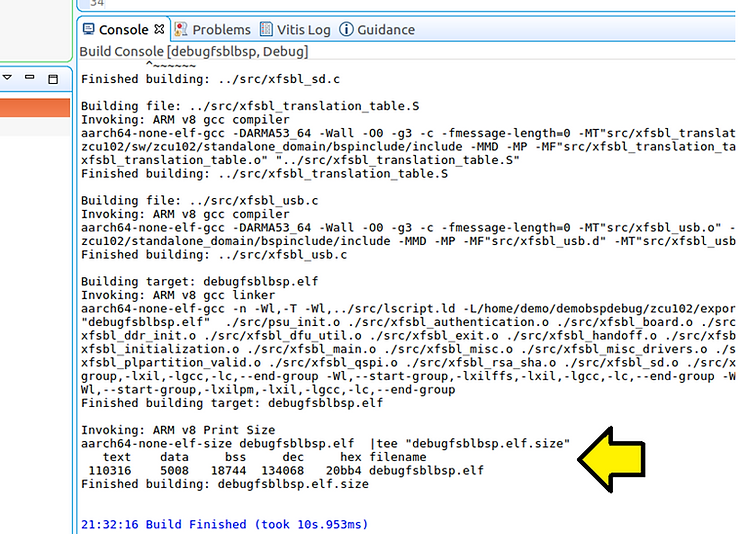 34
Console Problems Vitis Log Guidance
Build Console [debugfsblbsp, Debug]
^~~~~~~
Finished building: ../src/xfsbl_sd.c
Building file: ../src/xfsbl_translation_table.S
Invoking: ARM v8 gcc compiler
aarch64-none-elf-gcc -DARMA53_64 -Wall -O0 -g3 -c -fmessage-length=0 -MT"src/xfsbl_translat
zcu102/sw/zcu102/standalone_domain/bspinclude/include -MMD -MP -MF"src/xfsbl_translation_ta
xfsbl_translation_table.o" "../src/xfsbl_translation_table.S"
Finished building: ../src/xfsbl_translation_table.S
Building file: ../src/xfsbl_usb.c
Invoking: ARM v8 gcc compiler
aarch64-none-elf-gcc -DARMA53_64 -Wall -O0 -g3 -c -fmessage-length=0 -MT"src/xfsbl_usb.o" -
zcu102/standalone_domain/bspinclude/include -MMD -MP -MF"src/xfsbl_usb.d" -MT"src/xfsbl_usb
Finished building: ../src/xfsbl_usb.c
Building target: debugfsblbsp.elf
Invoking: ARM v8 gcc linker
aarch64-none-elf-gcc -n -Wl,-T -Wl,../src/lscript.ld -L/home/demo/demobspdebug/zcu102/expor
"debugfsblbsp.elf" ./src/psu_init.o ./src/xfsbl_authentication.o ./src/xfsbl_board.o ./src
xfsbl_ddr_init.o ./src/xfsbl_dfu_util.o ./src/xfsbl_exit.o ./src/xfsbl_handoff.o ./src/xfsb
xfsbl_initialization.o ./src/xfsbl_main.o ./src/xfsbl_misc.o ./src/xfsbl_misc_drivers.o ./s
xfsbl_plpartition_valid.o ./src/xfsbl_qspi.o ./src/xfsbl_rsa_sha.o ./src/xfsbl_sd.o ./src/x
group,-lxil,-lgcc,-lc,--end-group -Wl,--start-group,-lxilffs,-lxil,-lgcc,-lc,--end-group -W
Wl,--start-group,-lxilpm,-lxil,-lgcc,-lc,--end-group
Finished building target: debugfsblbsp.elf
Invoking: ARM v8 Print Size
aarch64-none-elf-size debugfsblbsp.elf |tee "debugfsblbsp.elf.size"
text data bss dec hex filename
110316 5008 18744 134068 20bb4 debugfsblbsp.elf
Finished building: debugfsblbsp.elf.size
21:32:16 Build Finished (took 10s.953ms)